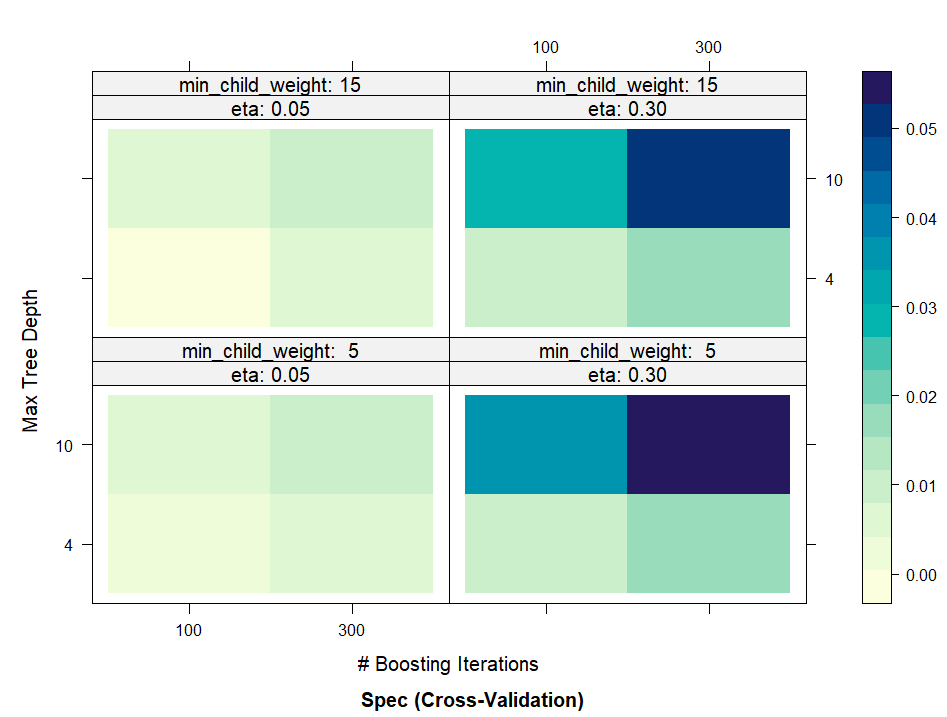 100 300
min_child_weight: 15 min_child_weight: 15
eta: 0.05 eta: 0.30
0.05
10
0.04
4
0.03
min_child_weight:  5 min_child_weight:  5
eta: 0.05 eta: 0.30
Max Tree Depth
0.02
10
0.01
4
0.00
100 300
# Boosting Iterations
Spec (Cross-Validation)